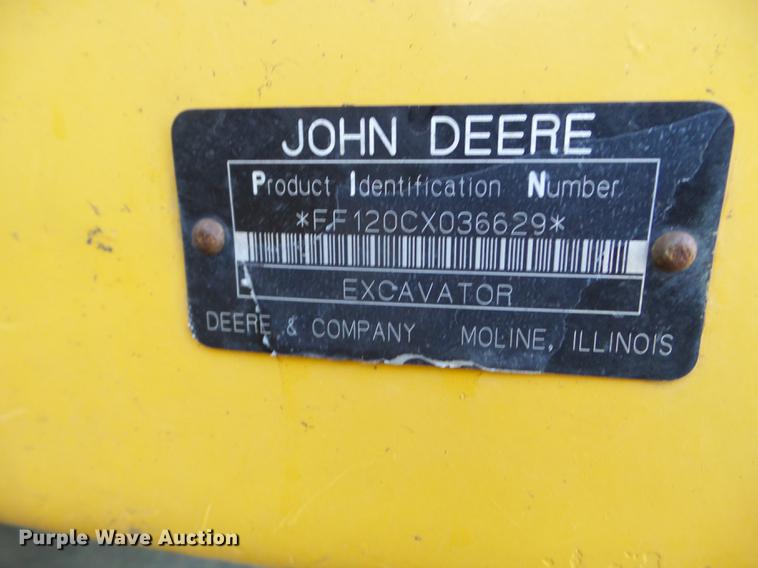 JOHN DEERE
Product Identification Number
*FF120CX036629*
EXCAVATOR
DEERE & COMPANY MOLINE, ILLINOIS
Purple Wave Auction